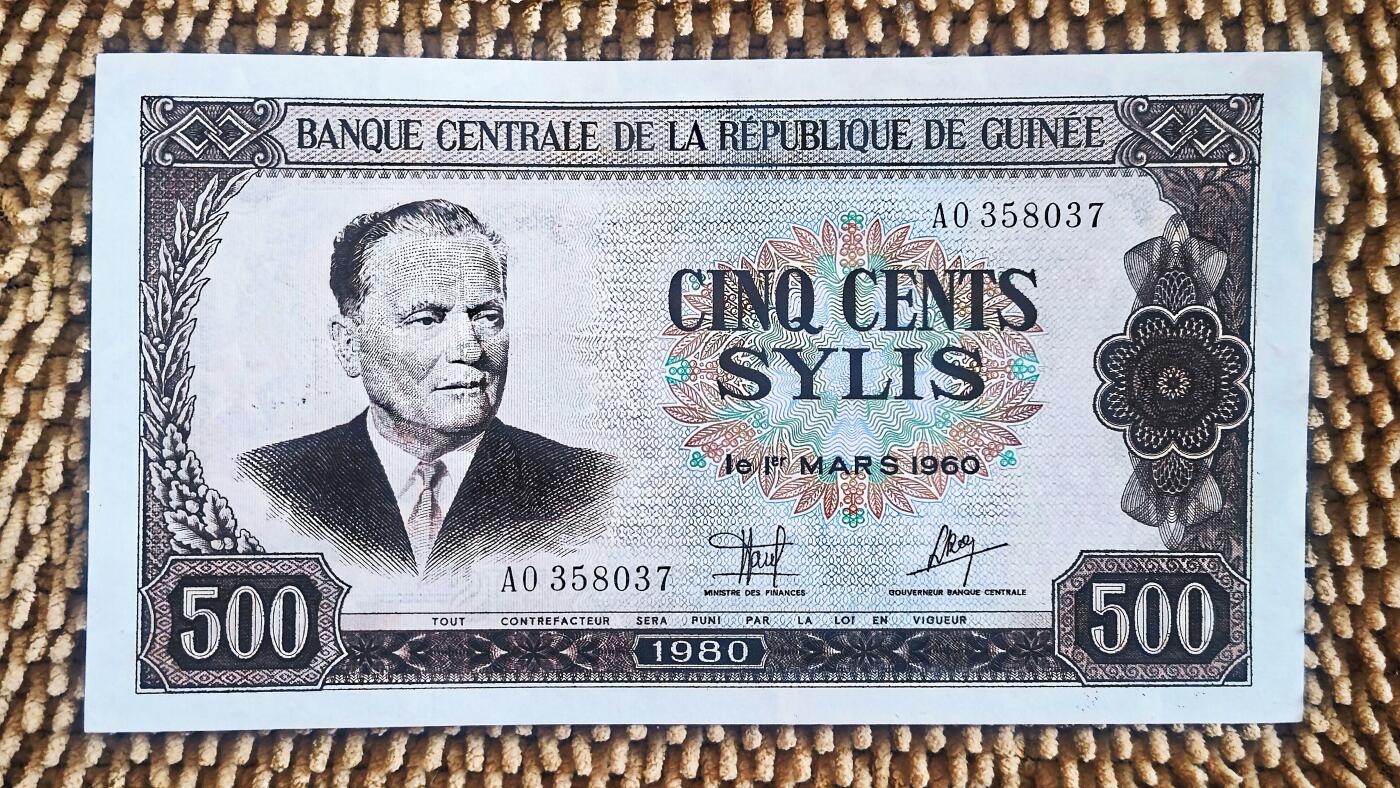 BANQUE CENTRALE DE LA RÉPUBLIQUE DE GUINÉE
A0 358037
CINQ CENTS
SYLIS
le 1er MARS 1960
A0 358037
MINISTRE DES FINANCES
GOUVERNEUR BANQUE CENTRALE
TOUT CONTREFACTEUR SERA PUNI PAR LA LOI EN VIGUEUR
500
1980
500